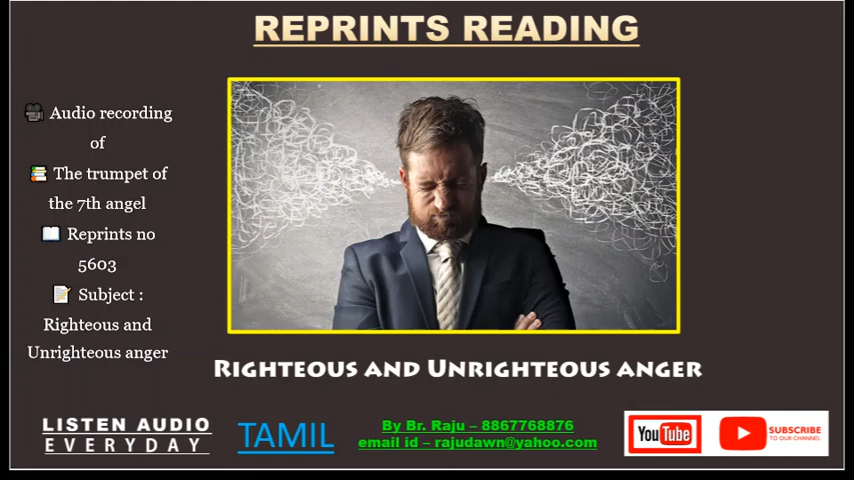 REPRINTS READING
Audio recording
of
The trumpet of
the 7th angel
Reprints no
5603
Subject :
Righteous and
Unrighteous anger
Righteous and Unrighteous anger
LISTEN AUDIO
EVERYDAY
TAMIL
By Br. Raju – 8867768876
email id – rajudawn@yahoo.com
YouTube
SUBSCRIBE
TO OUR CHANNEL